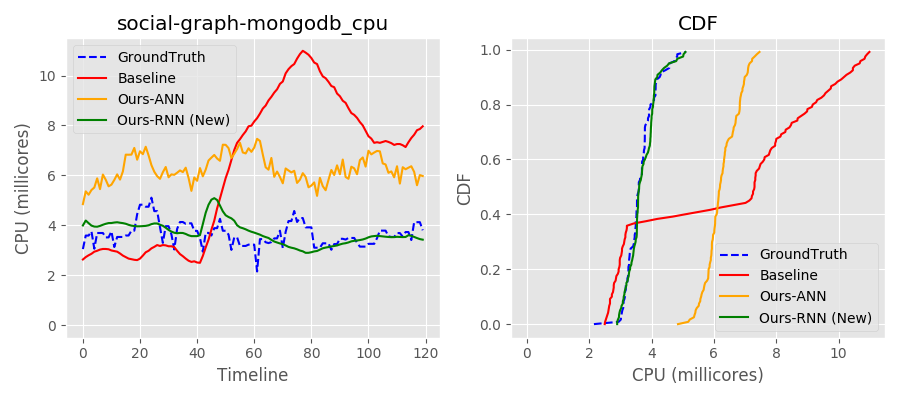 social-graph-mongodb_cpu
GroundTruth
Baseline
Ours-ANN
Ours-RNN (New)
CPU (millicores)
10
8
6
4
2
0
0 20 40 60 80 100 120
Timeline
CDF
CDF
1.0
0.8
0.6
0.4
0.2
0.0
GroundTruth
Baseline
Ours-ANN
Ours-RNN (New)
0 2 4 6 8 10
CPU (millicores)